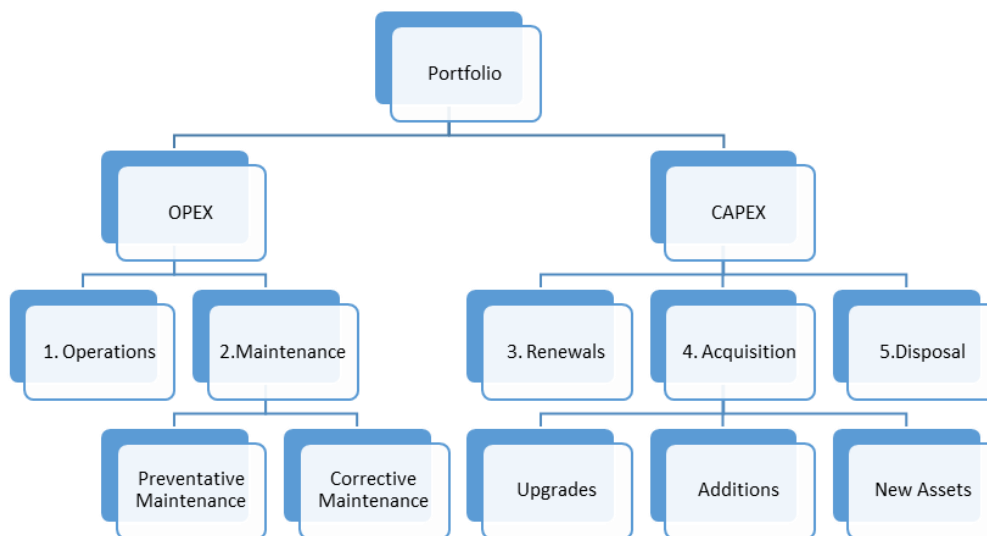 Portfolio
OPEX
CAPEX
1. Operations
2.Maintenance
3. Renewals
4. Acquisition
5.Disposal
Preventative
Maintenance
Corrective
Maintenance
Upgrades
Additions
New Assets